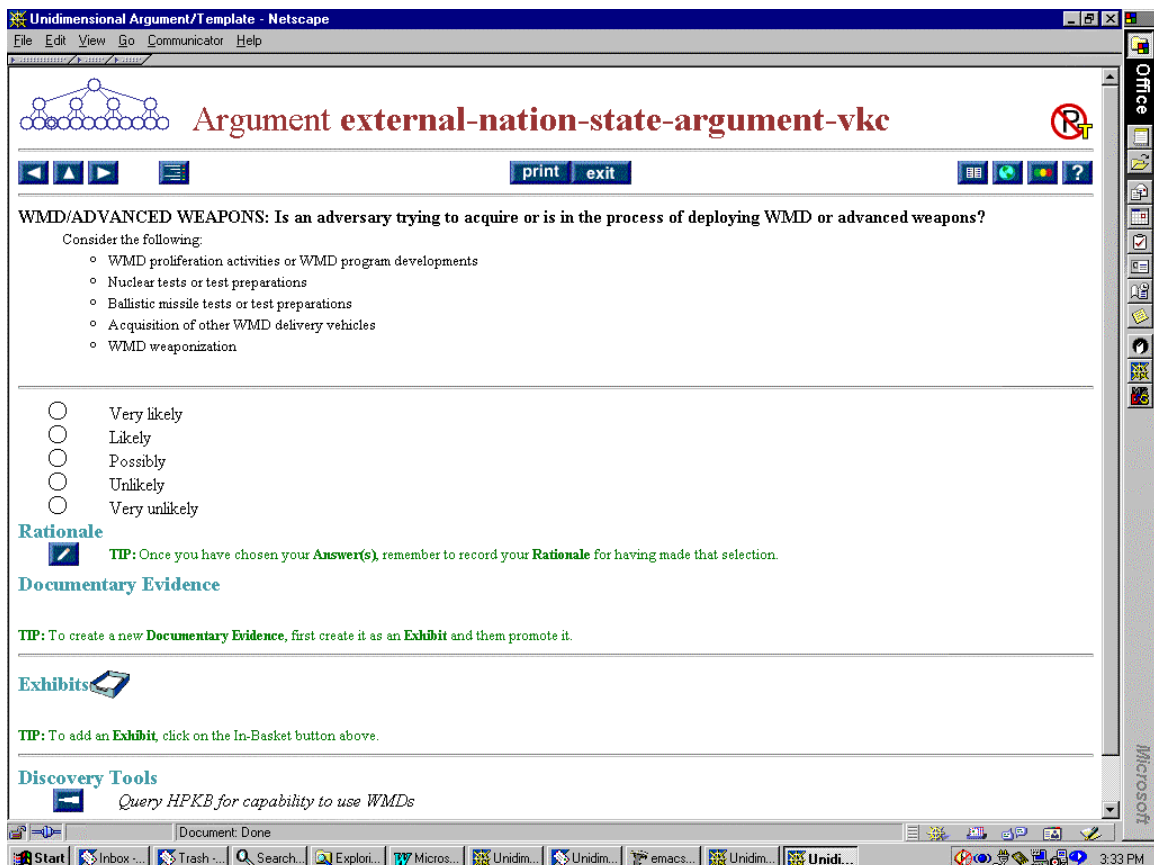 Unidimensional Argument/Template - Netscape
File Edit View Go Communicator Help
Office
Argument external-nation-state-argument-vkc
R T
print exit ?
WMD/ADVANCED WEAPONS: Is an adversary trying to acquire or is in the process of deploying WMD or advanced weapons?
Consider the following:
WMD proliferation activities or WMD program developments
Nuclear tests or test preparations
Ballistic missile tests or test preparations
Acquisition of other WMD delivery vehicles
WMD weaponization
Very likely
Likely
Possibly
Unlikely
Very unlikely
Rationale
TIP: Once you have chosen your Answer(s), remember to record your Rationale for having made that selection.
Documentary Evidence
TIP: To create a new Documentary Evidence, first create it as an Exhibit and them promote it.
Exhibits
TIP: To add an Exhibit, click on the In-Basket button above.
Discovery Tools
Query HPKB for capability to use WMDs
Microsoft
Document: Done
Start Inbox -... Trash -... Search... Explori... Micros... Unidim... Unidim... emacs... Unidim... Unidi... 3:33 PM